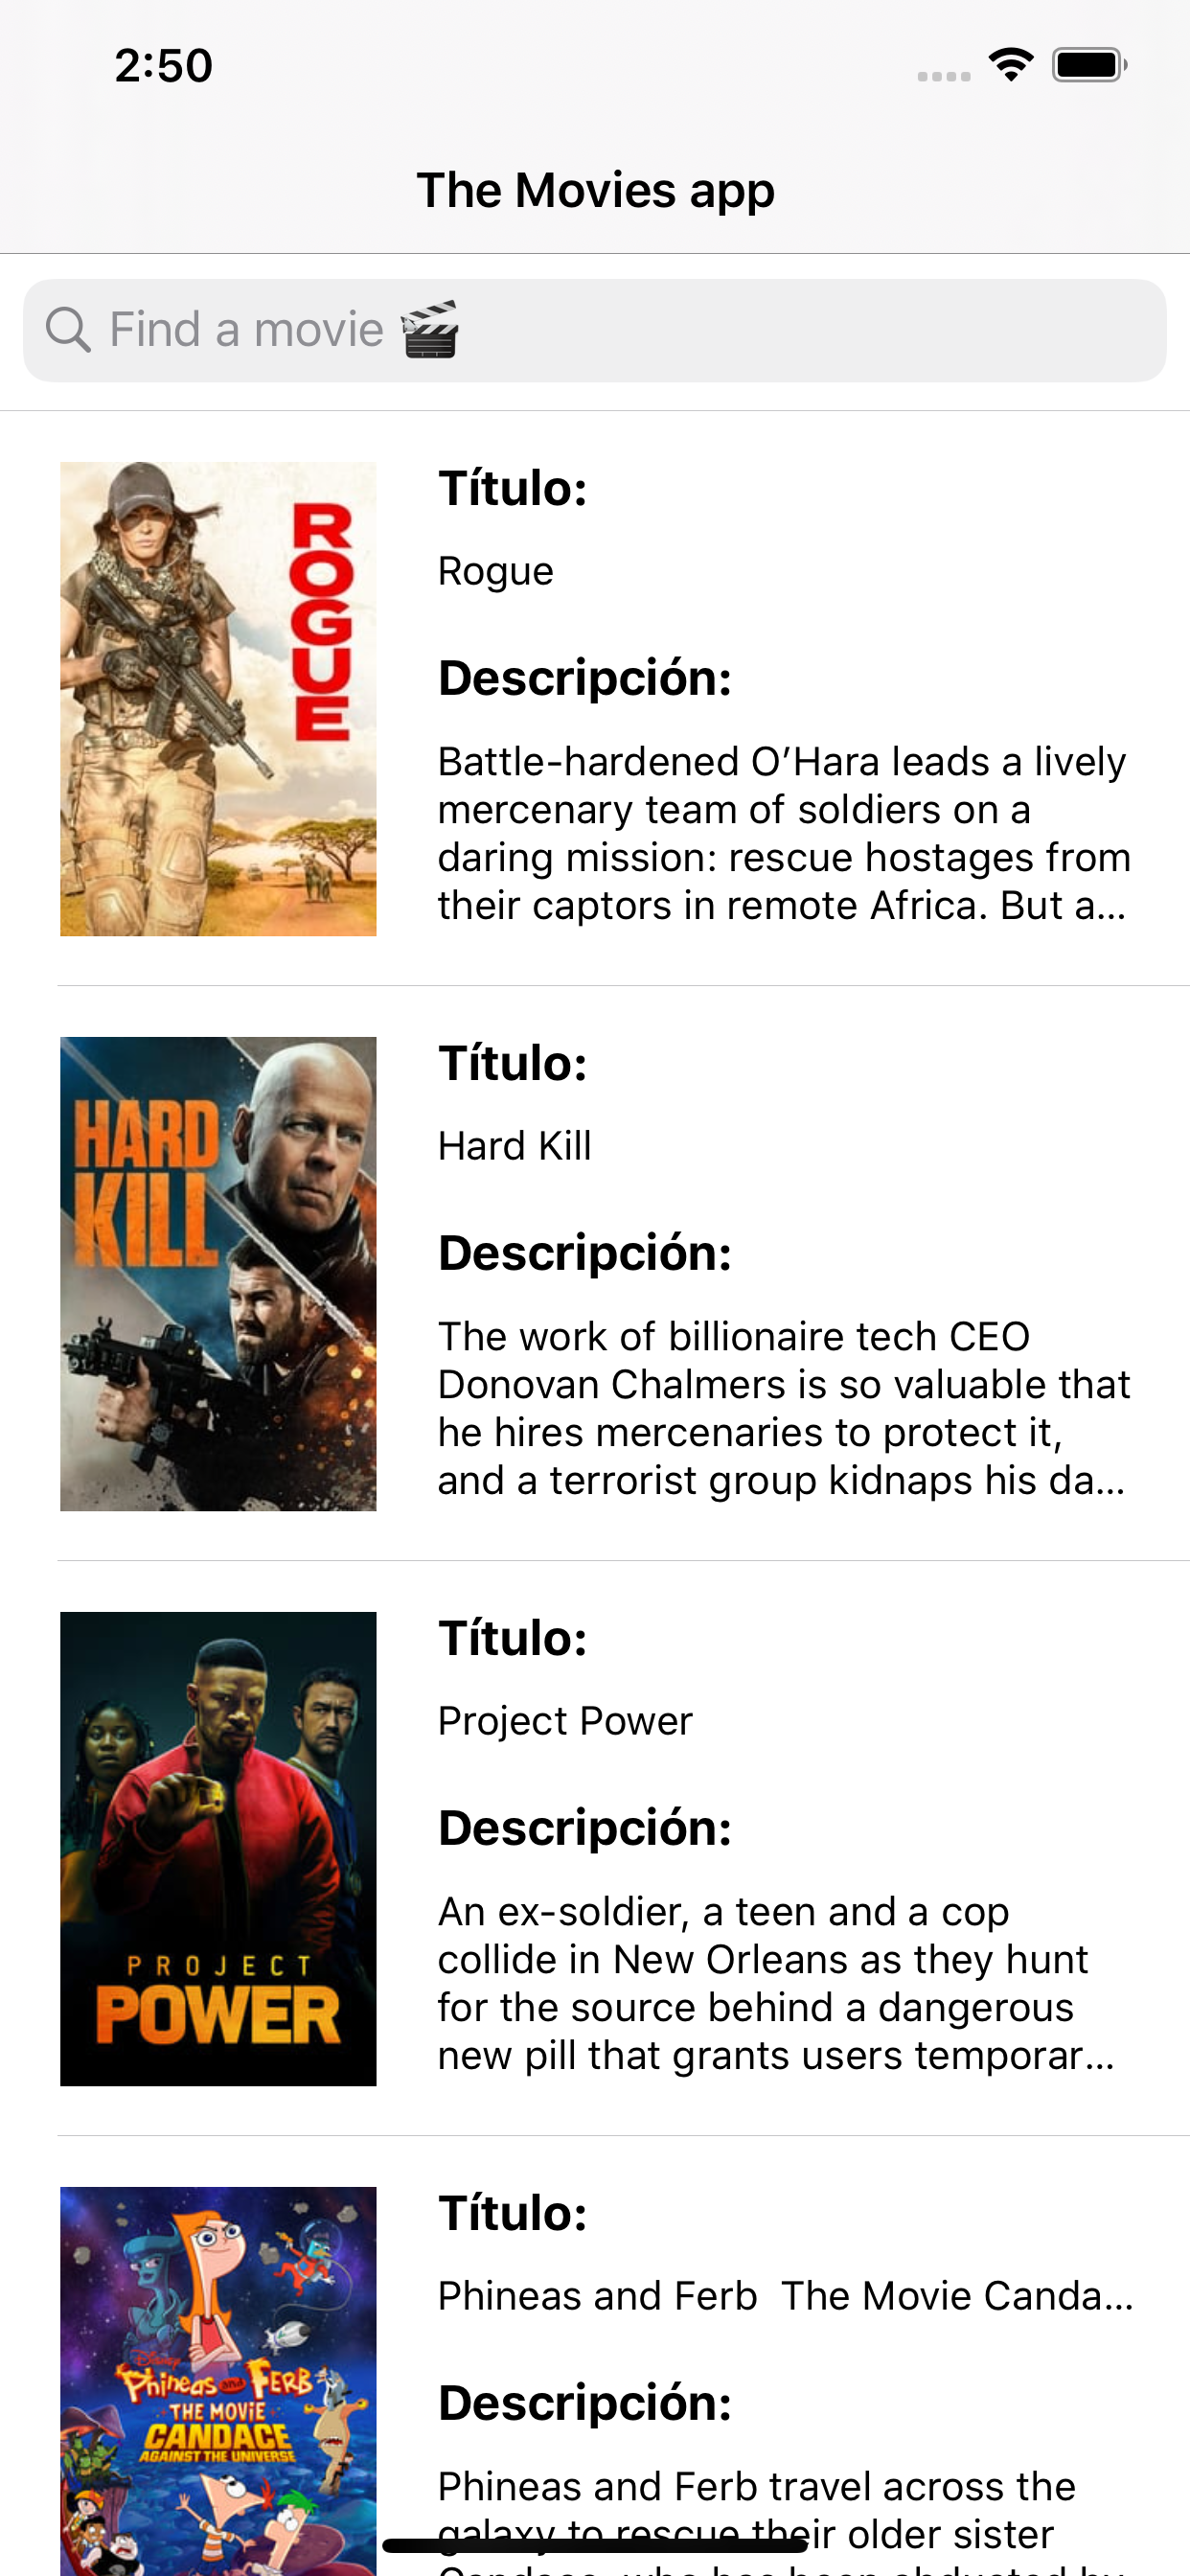 2:50
The Movies app
Find a movie 🎬
ROGUE
Título:
Rogue
Descripción:
Battle-hardened O’Hara leads a lively
mercenary team of soldiers on a
daring mission: rescue hostages from
their captors in remote Africa. But a...
HARD
KILL
Título:
Hard Kill
Descripción:
The work of billionaire tech CEO
Donovan Chalmers is so valuable that
he hires mercenaries to protect it,
and a terrorist group kidnaps his da...
PROJECT
POWER
Título:
Project Power
Descripción:
An ex-soldier, a teen and a cop
collide in New Orleans as they hunt
for the source behind a dangerous
new pill that grants users temporar...
Disney
Phineas and Ferb
THE MOVIE
CANDACE
AGAINST THE UNIVERSE
Título:
Phineas and Ferb  The Movie Canda...
Descripción:
Phineas and Ferb travel across the
galaxy to rescue their older sister